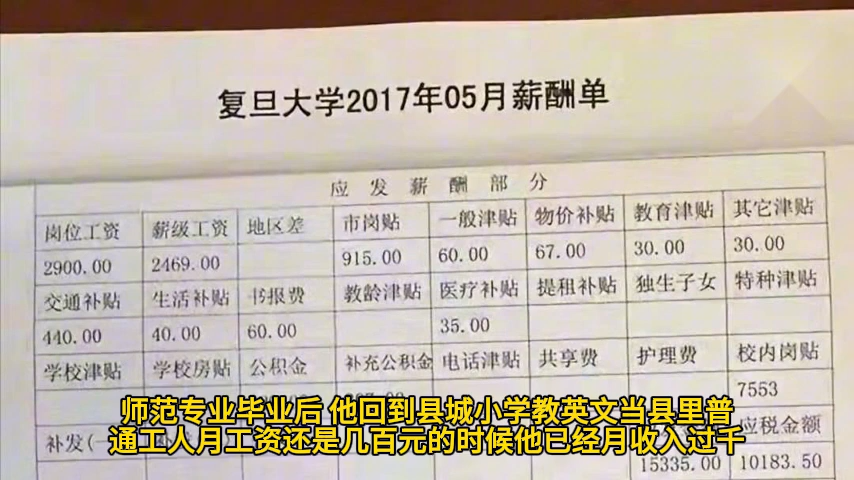 复旦大学2017年05月薪酬单
应发薪酬部分
岗位工资 薪级工资 地区差 市岗贴 一般津贴 物价补贴 教育津贴 其它津贴
2900.00 2469.00 915.00 60.00 67.00 30.00 30.00
交通补贴 生活补贴 书报费 教龄津贴 医疗补贴 提租补贴 独生子女 特种津贴
440.00 40.00 60.00 35.00
学校津贴 学校房贴 公积金 补充公积金 电话津贴 共享费 护理费 校内岗贴
7553
师范专业毕业后 他回到县城小学教英文当县里普
补发( 应税金额
通工人月工资还是几百元的时候他已经月收入过千
15335.00 10183.50